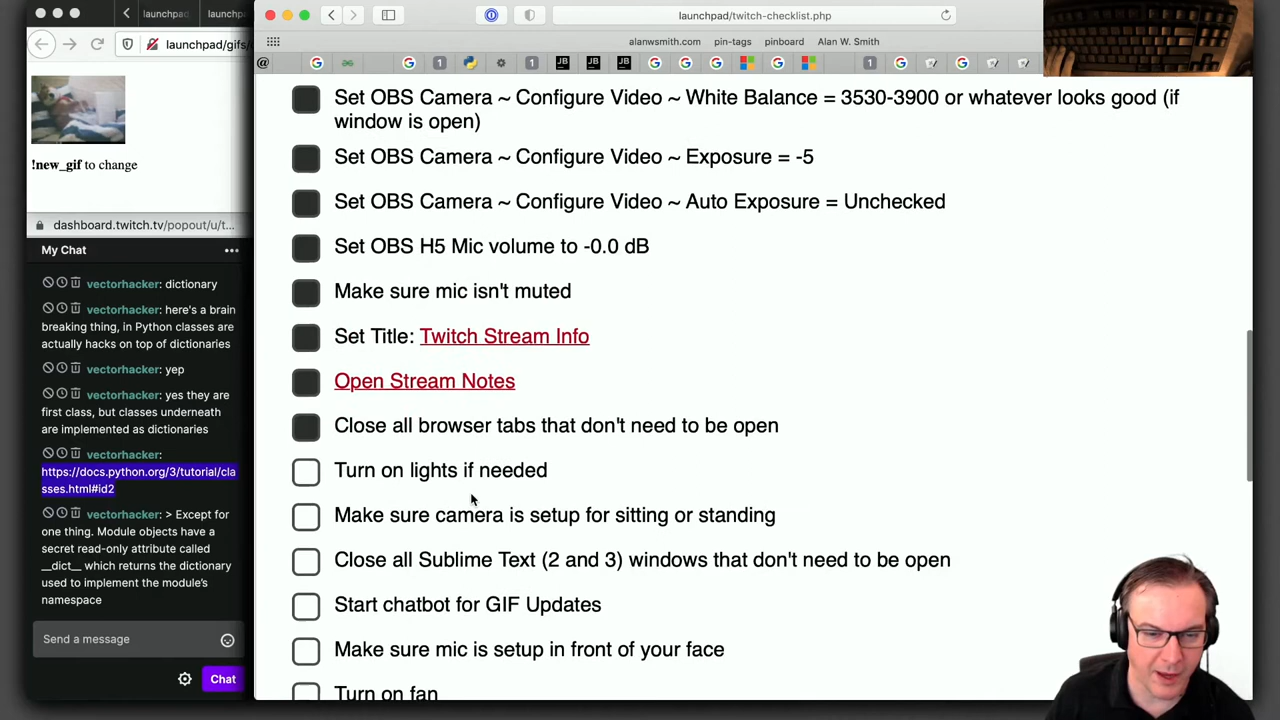 launchpad
launchpad/gifs/
!new_gif to change
dashboard.twitch.tv/popout/u/t...
My Chat
vectorhacker: dictionary
vectorhacker: here's a brain
breaking thing, in Python classes are
actually hacks on top of dictionaries
vectorhacker: yep
vectorhacker: yes they are
first class, but classes underneath
are implemented as dictionaries
vectorhacker:
https://docs.python.org/3/tutorial/cla
sses.html#id2
vectorhacker: > Except for
one thing. Module objects have a
secret read-only attribute called
__dict__ which returns the dictionary
used to implement the module's
namespace
Send a message
Chat
launchpad/twitch-checklist.php
alanwsmith.com pin-tags pinboard Alan W. Smith
Set OBS Camera ~ Configure Video ~ White Balance = 3530-3900 or whatever looks good (if
window is open)
Set OBS Camera ~ Configure Video ~ Exposure = -5
Set OBS Camera ~ Configure Video ~ Auto Exposure = Unchecked
Set OBS H5 Mic volume to -0.0 dB
Make sure mic isn't muted
Set Title: Twitch Stream Info
Open Stream Notes
Close all browser tabs that don't need to be open
Turn on lights if needed
Make sure camera is setup for sitting or standing
Close all Sublime Text (2 and 3) windows that don't need to be open
Start chatbot for GIF Updates
Make sure mic is setup in front of your face
Turn on fan